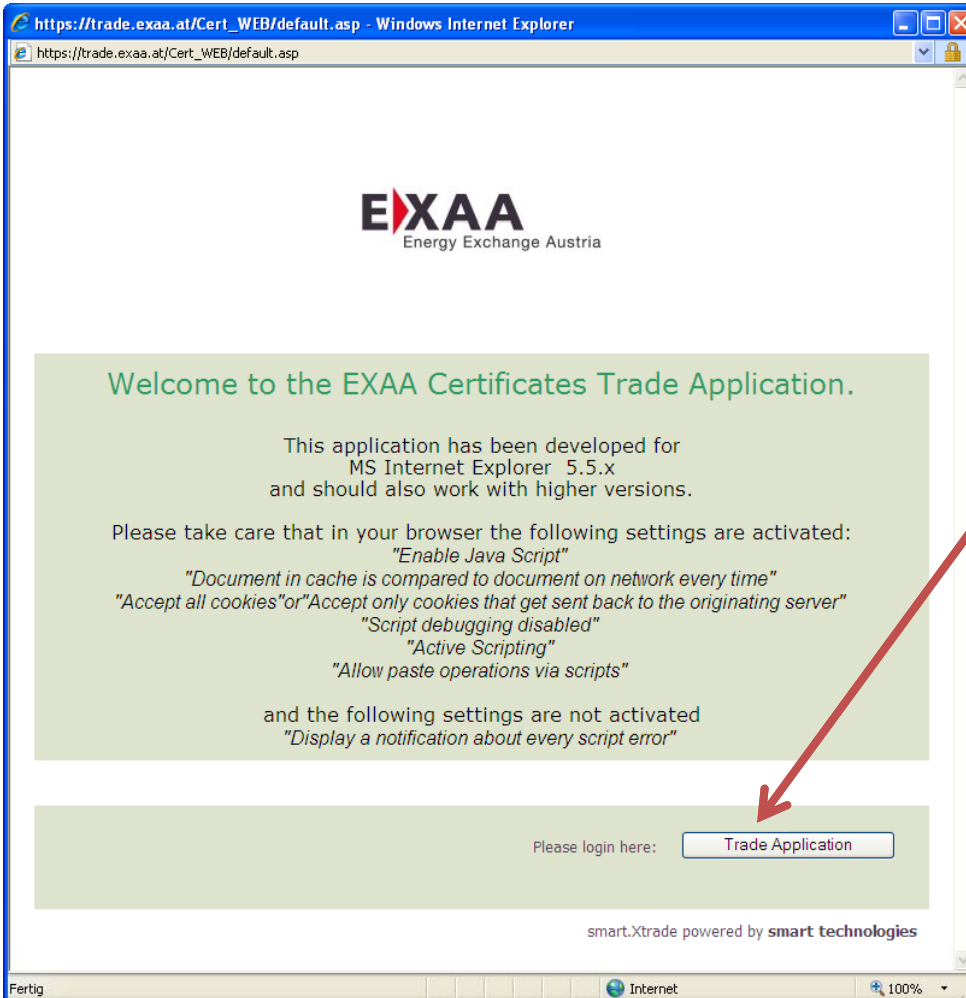 https://trade.exaa.at/Cert_WEB/default.asp - Windows Internet Explorer
https://trade.exaa.at/Cert_WEB/default.asp
EXAA
Energy Exchange Austria
Welcome to the EXAA Certificates Trade Application.
This application has been developed for
MS Internet Explorer 5.5.x
and should also work with higher versions.
Please take care that in your browser the following settings are activated:
"Enable Java Script"
"Document in cache is compared to document on network every time"
"Accept all cookies"or"Accept only cookies that get sent back to the originating server"
"Script debugging disabled"
"Active Scripting"
"Allow paste operations via scripts"
and the following settings are not activated
"Display a notification about every script error"
Please login here: Trade Application
smart.Xtrade powered by smart technologies
Fertig Internet 100%